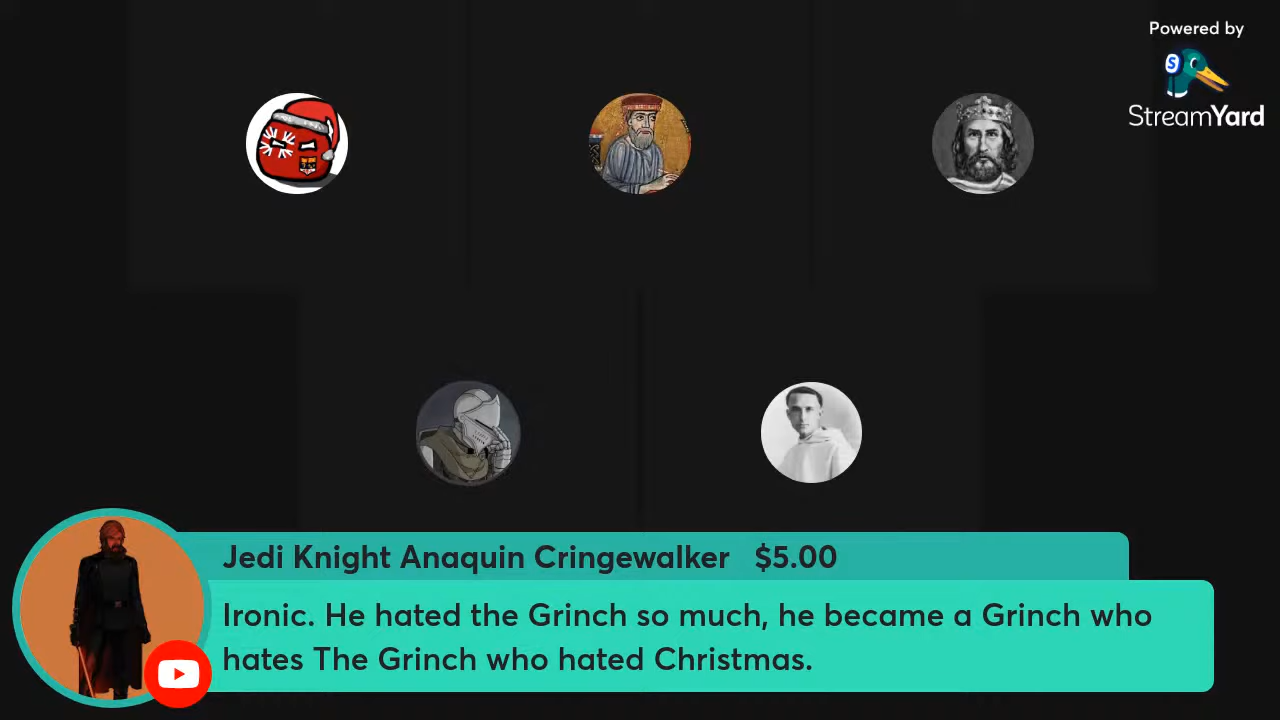 Powered by
S
StreamYard
Jedi Knight Anaquin Cringewalker $5.00
Ironic. He hated the Grinch so much, he became a Grinch who
hates The Grinch who hated Christmas.